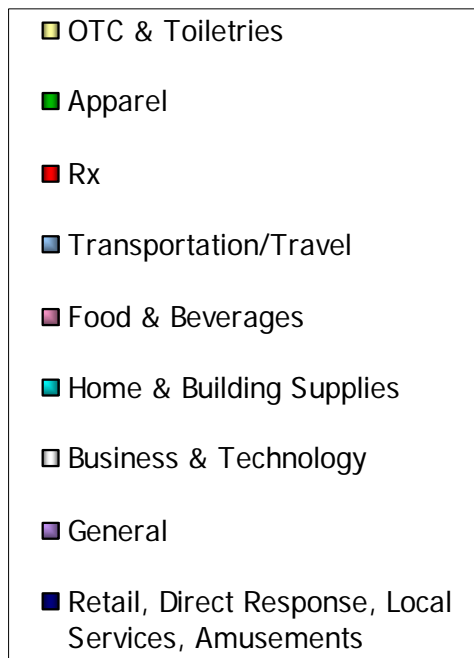 OTC & Toiletries
Apparel
Rx
Transportation/Travel
Food & Beverages
Home & Building Supplies
Business & Technology
General
Retail, Direct Response, Local
Services, Amusements